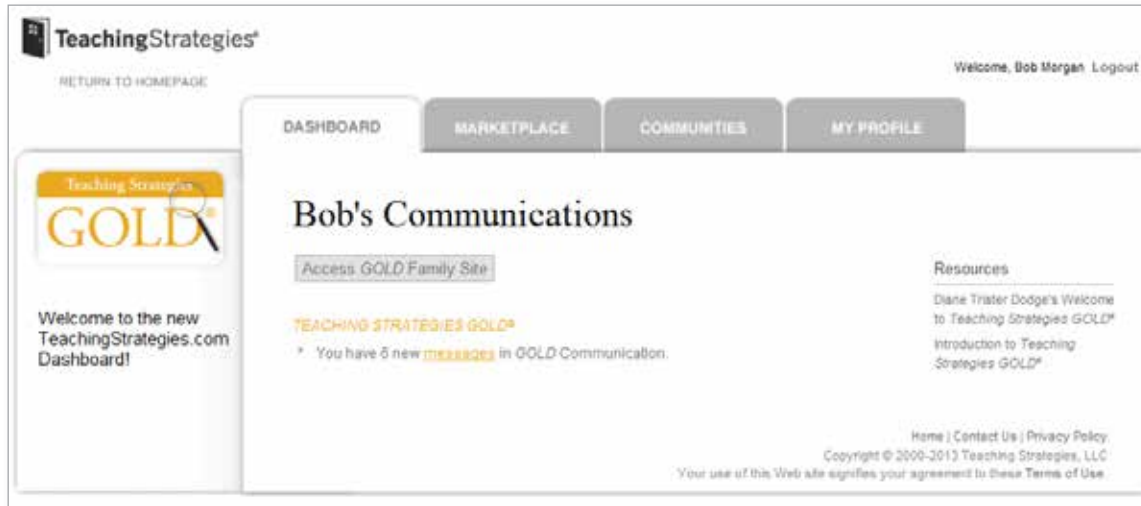 TeachingStrategies®
RETURN TO HOMEPAGE
Welcome, Bob Morgan Logout
DASHBOARD
MARKETPLACE
COMMUNITIES
MY PROFILE
Teaching Strategies
GOLD®
Welcome to the new
TeachingStrategies.com
Dashboard!
Bob's Communications
Access GOLD Family Site
TEACHING STRATEGIES GOLD®
* You have 6 new messages in GOLD Communication.
Resources
Diane Trister Dodge's Welcome
to Teaching Strategies GOLD®
Introduction to Teaching
Strategies GOLD®
Home | Contact Us | Privacy Policy
Copyright © 2000-2013 Teaching Strategies, LLC
Your use of this Web site signifies your agreement to these Terms of Use